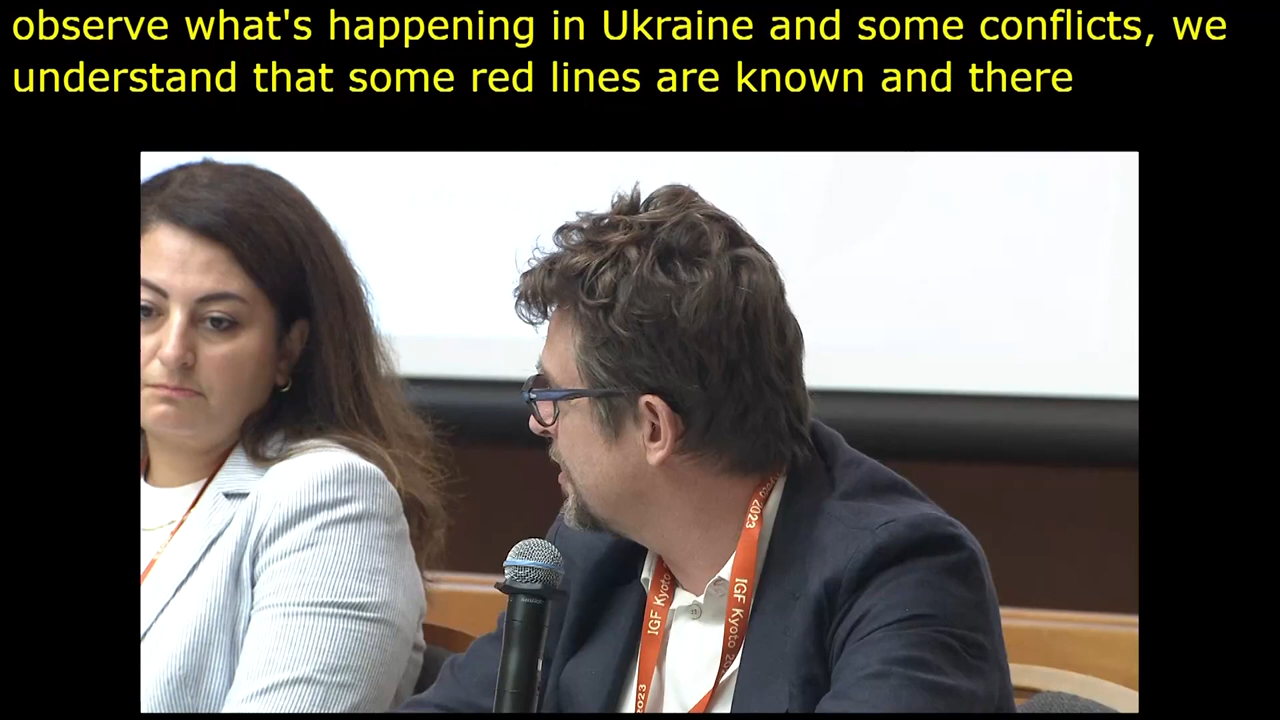 observe what's happening in Ukraine and some conflicts, we
understand that some red lines are known and there
2023
IGF Kyoto
IGF Kyoto 202
2023